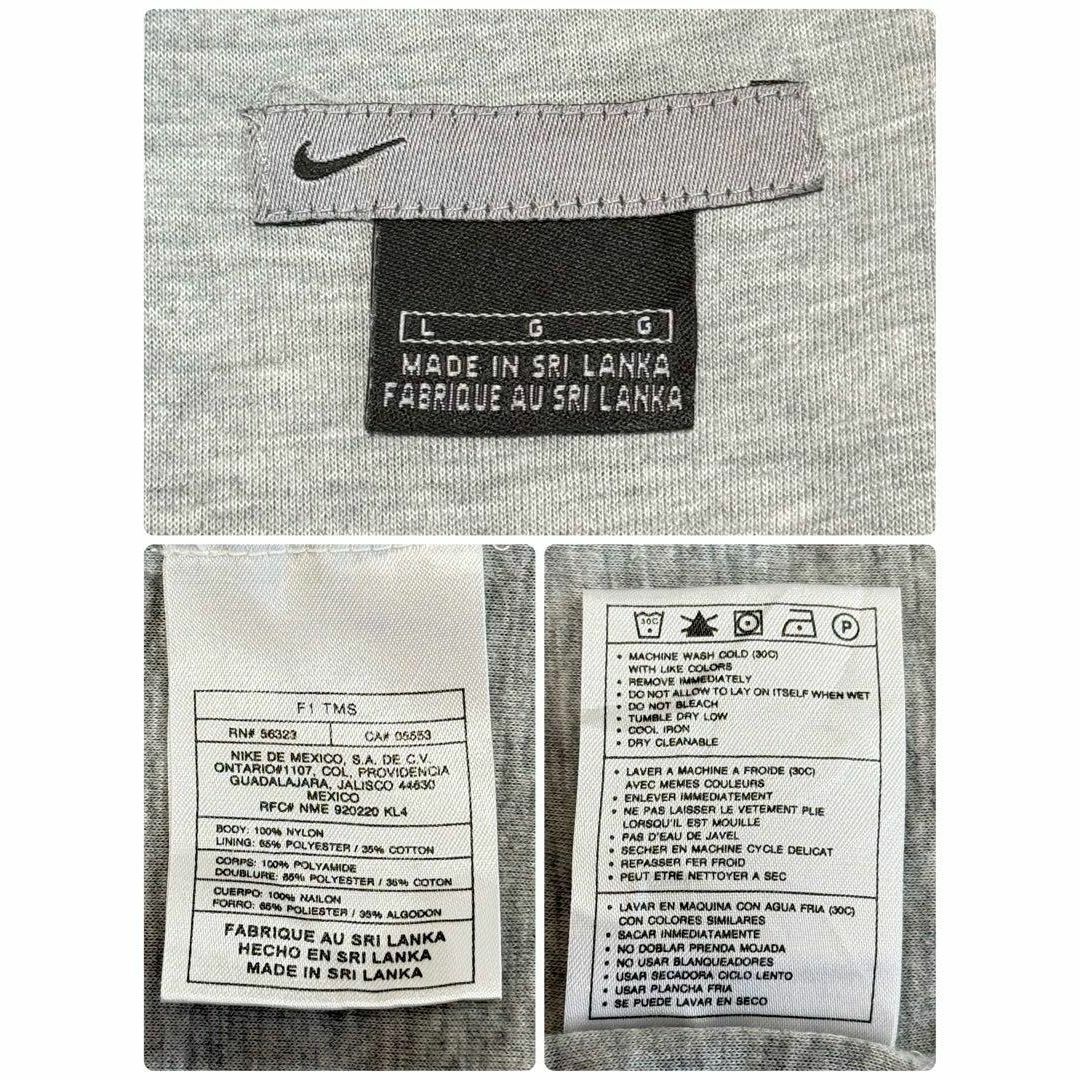 L G G
MADE IN SRI LANKA
FABRIQUE AU SRI LANKA
F1 TMS
RN# 56323 CA# 05553
NIKE DE MEXICO, S.A. DE C.V.
ONTARIO#1107, COL, PROVIDENCIA
GUADALAJARA, JALISCO 44630
MEXICO
RFC# NME 920220 KL4
BODY: 100% NYLON
LINING: 65% POLYESTER / 35% COTTON
CORPS: 100% POLYAMIDE
DOUBLURE: 65% POLYESTER / 35% COTON
CUERPO: 100% NAILON
FORRO: 65% POLIESTER / 35% ALGODON
FABRIQUE AU SRI LANKA
HECHO EN SRI LANKA
MADE IN SRI LANKA
30C P
• MACHINE WASH COLD (30C)
WITH LIKE COLORS
• REMOVE IMMEDIATELY
• DO NOT ALLOW TO LAY ON ITSELF WHEN WET
• DO NOT BLEACH
• TUMBLE DRY LOW
• COOL IRON
• DRY CLEANABLE
• LAVER A MACHINE A FROIDE (30C)
AVEC MEMES COULEURS
• ENLEVER IMMEDIATEMENT
• NE PAS LAISSER LE VETEMENT PLIE
LORSQU'IL EST MOUILLE
• PAS D'EAU DE JAVEL
• SECHER EN MACHINE CYCLE DELICAT
• REPASSER FER FROID
• PEUT ETRE NETTOYER A SEC
• LAVAR EN MAQUINA CON AGUA FRIA (30C)
CON COLORES SIMILARES
• SACAR INMEDIATAMENTE
• NO DOBLAR PRENDA MOJADA
• NO USAR BLANQUEADORES
• USAR SECADORA CICLO LENTO
• USAR PLANCHA FRIA
• SE PUEDE LAVAR EN SECO